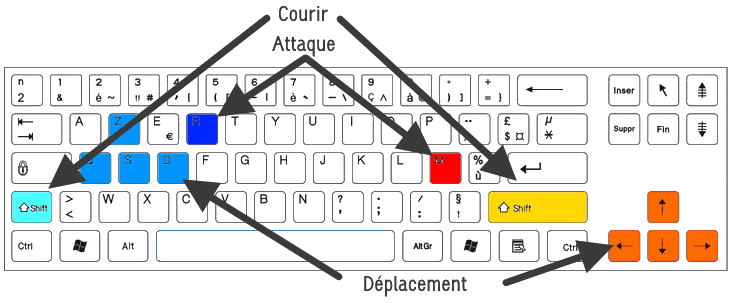 Courir
Attaque
n 1 2 3 4 5 6 7 8 9 ° +
2 & é ~ " # ' { ( [ - | è ` \ ç ^ à ) ] = }
Inser
A Z E € R T Y U I O P ¨ £ $ ¤ µ *
Suppr Fin
Q S D F G H J K L M % ù
Shift > < W X C V B N ? , . ; / : § ! Shift
Ctrl Alt AltGr Ctrl
Déplacement